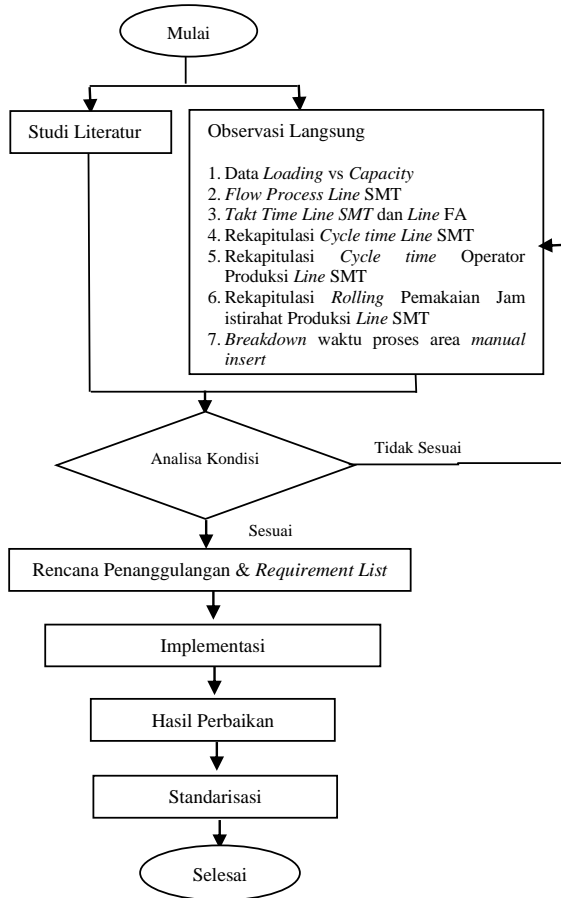 Mulai
Studi Literatur
Observasi Langsung
1. Data Loading vs Capacity
2. Flow Process Line SMT
3. Takt Time Line SMT dan Line FA
4. Rekapitulasi Cycle time Line SMT
5. Rekapitulasi Cycle time Operator
Produksi Line SMT
6. Rekapitulasi Rolling Pemakaian Jam
istirahat Produksi Line SMT
7. Breakdown waktu proses area manual
insert
Analisa Kondisi
Tidak Sesuai
Sesuai
Rencana Penanggulangan & Requirement List
Implementasi
Hasil Perbaikan
Standarisasi
Selesai